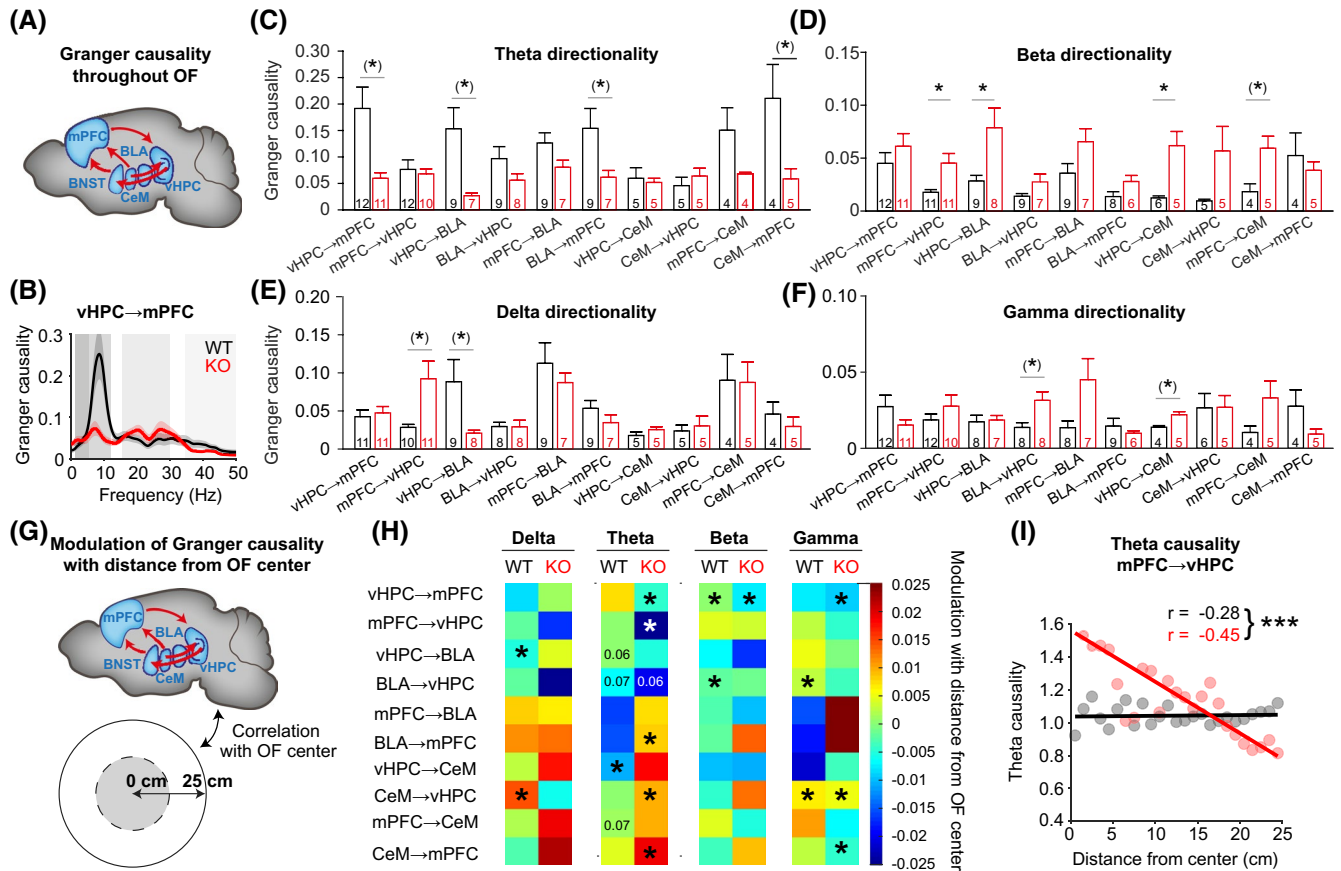 (A)
Granger causality
throughout OF
mPFC
BLA
BNST
CeM
vHPC
(B)
vHPC→mPFC
Granger causality
0.3
0.2
0.1
0
WT
KO
0 10 20 30 40 50
Frequency (Hz)
(C)
Theta directionality
Granger causality
0.30
0.25
0.20
0.15
0.10
0.05
0
(*) (*) (*) (*)
12 11 12 10 9 7 9 8 9 7 9 7 5 5 5 5 4 4 4 5
vHPC→mPFC
mPFC→vHPC
vHPC→BLA
BLA→vHPC
mPFC→BLA
BLA→mPFC
vHPC→CeM
CeM→vHPC
mPFC→CeM
CeM→mPFC
(D)
Beta directionality
0.15
0.10
0.05
0
* * * (*)
12 11 11 11 9 8 9 7 9 7 8 6 5 5 5 5 4 5 4 5
vHPC→mPFC
mPFC→vHPC
vHPC→BLA
BLA→vHPC
mPFC→BLA
BLA→mPFC
vHPC→CeM
CeM→vHPC
mPFC→CeM
CeM→mPFC
(E)
Delta directionality
Granger causality
0.20
0.15
0.10
0.05
0
(*) (*)
11 11 10 11 9 8 9 8 9 7 9 7 5 5 5 5 4 5 4 5
vHPC→mPFC
mPFC→vHPC
vHPC→BLA
BLA→vHPC
mPFC→BLA
BLA→mPFC
vHPC→CeM
CeM→vHPC
mPFC→CeM
CeM→mPFC
(F)
Gamma directionality
0.10
0.05
0
(*) (*)
12 11 12 10 9 8 9 8 8 7 9 6 4 5 6 5 4 5 4 5
vHPC→mPFC
mPFC→vHPC
vHPC→BLA
BLA→vHPC
mPFC→BLA
BLA→mPFC
vHPC→CeM
CeM→vHPC
mPFC→CeM
CeM→mPFC
(G)
Modulation of Granger causality
with distance from OF center
mPFC
BLA
BNST
CeM
vHPC
Correlation
with OF center
0 cm 25 cm
(H)
Delta Theta Beta Gamma
WT KO WT KO WT KO WT KO
vHPC→mPFC * * * *
mPFC→vHPC *
vHPC→BLA * 0.06
BLA→vHPC 0.07 0.06 * *
mPFC→BLA
BLA→mPFC *
vHPC→CeM *
CeM→vHPC * * * *
mPFC→CeM 0.07
CeM→mPFC * *
0.025
0.020
0.015
0.010
0.005
0
-0.005
-0.010
-0.015
-0.02
-0.025
Modulation with distance from OF center
(I)
Theta causality
mPFC→vHPC
r = -0.28
r = -0.45
} ***
Theta causality
1.6
1.4
1.2
1.0
0.8
0.6
0.4
0 5 10 15 20 25
Distance from center (cm)